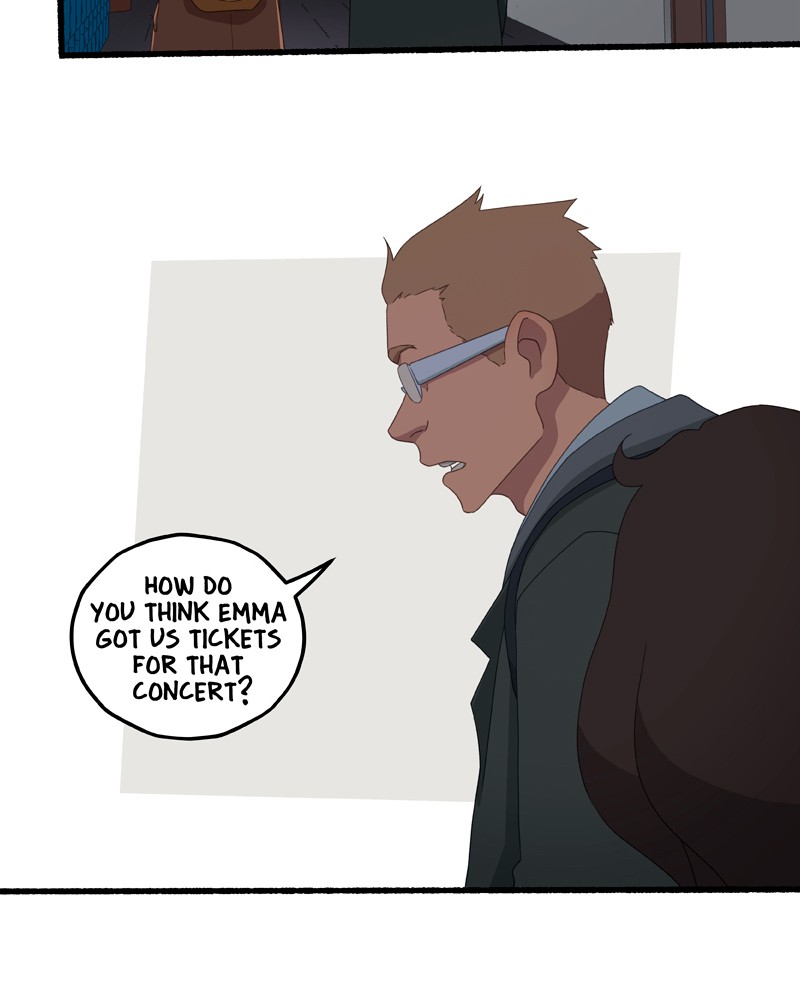 HOW DO
YOU THINK EMMA
GOT US TICKETS
FOR THAT
CONCERT?